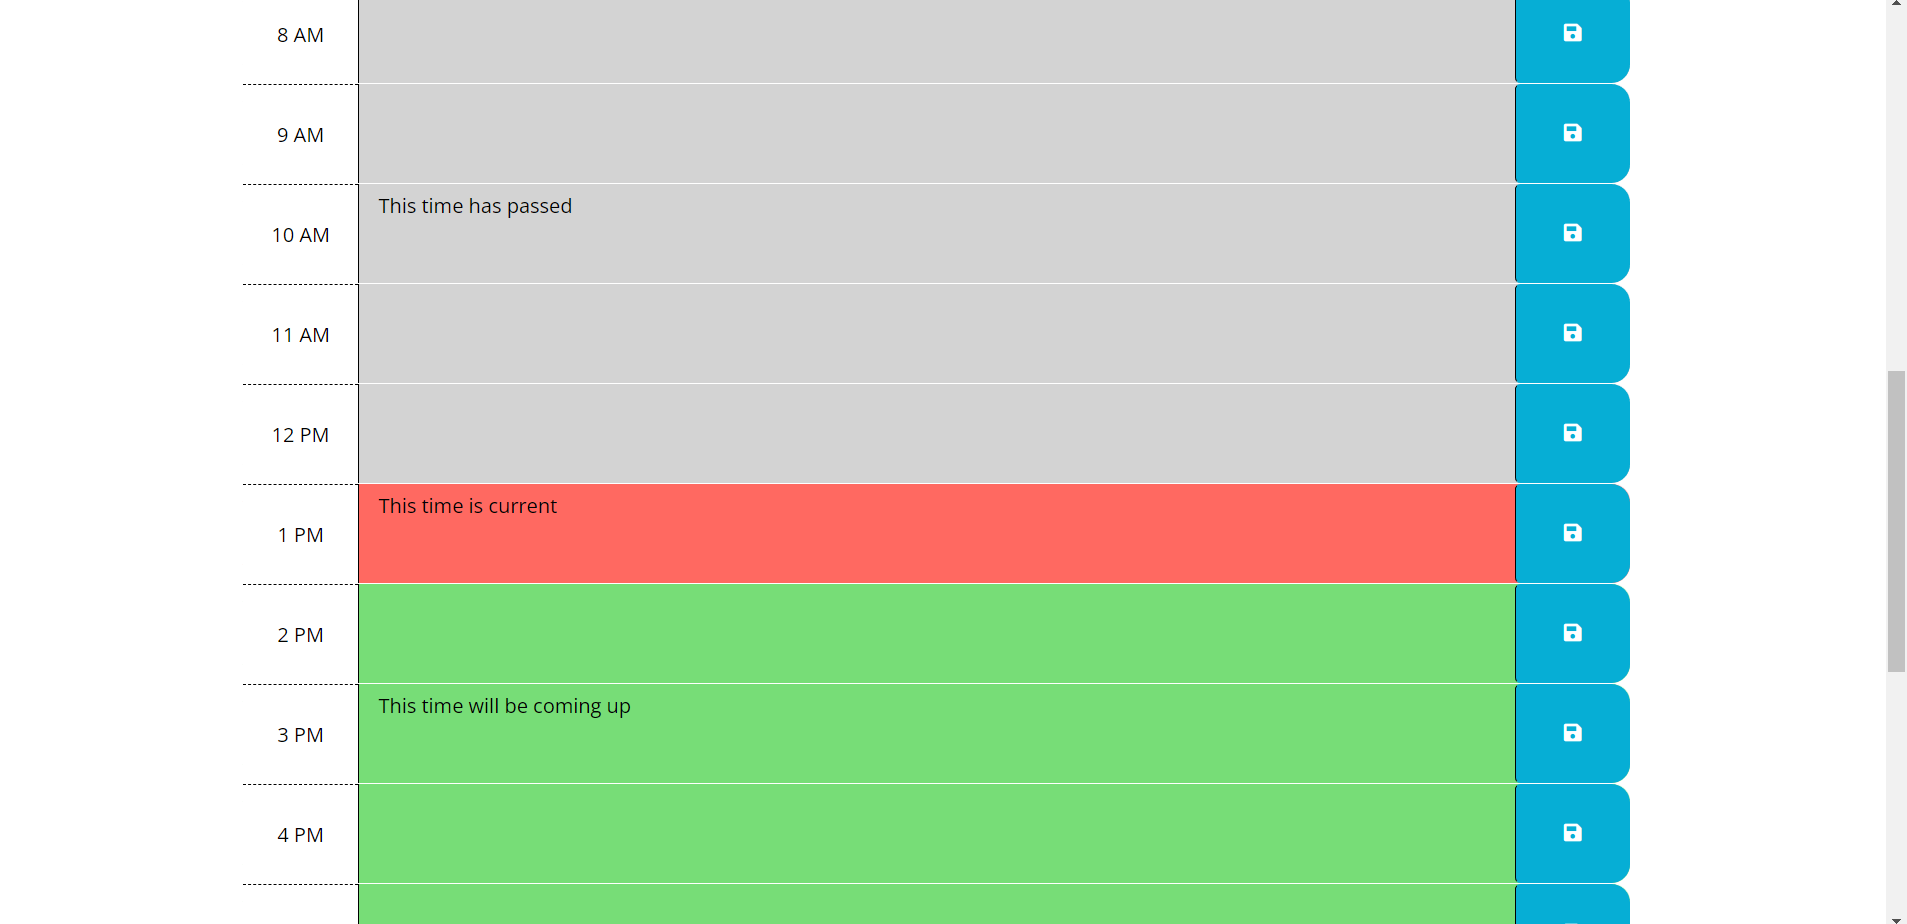 8 AM
9 AM
This time has passed
10 AM
11 AM
12 PM
This time is current
1 PM
2 PM
This time will be coming up
3 PM
4 PM